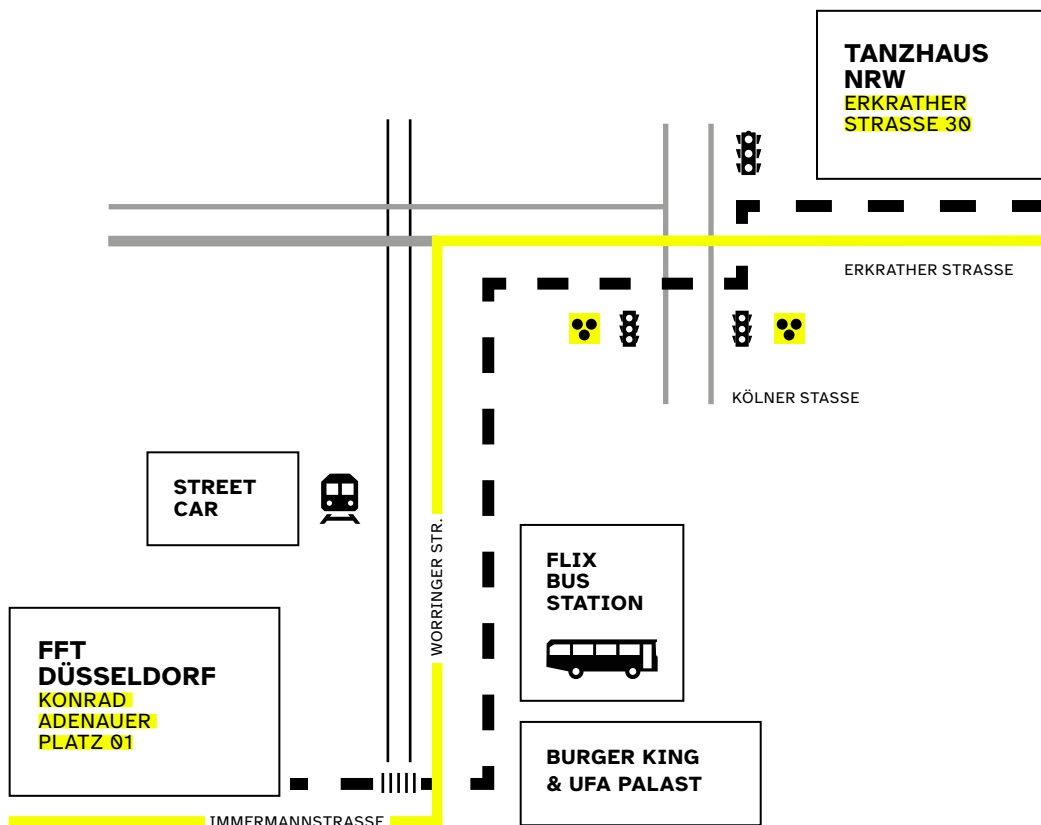 TANZHAUS
NRW
ERKRATHER
STRASSE 30
ERKRATHER STRASSE
KÖLNER STASSE
STREET
CAR
WORRINGER STR.
FLIX
BUS
STATION
FFT
DÜSSELDORF
KONRAD
ADENAUER
PLATZ 01
BURGER KING
& UFA PALAST
IMMERMANNSTRASSE